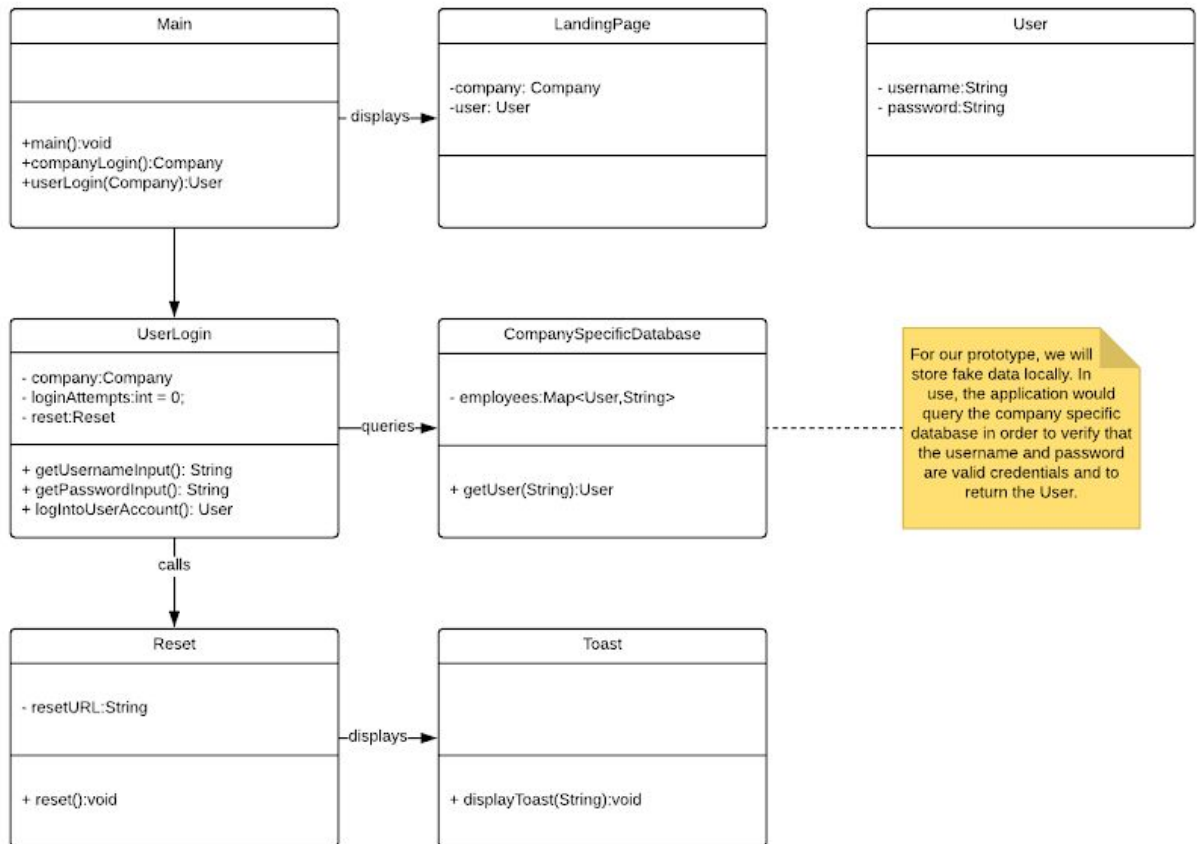 Main
+main():void
+companyLogin():Company
+userLogin(Company):User
displays
LandingPage
-company: Company
-user: User
User
- username:String
- password:String
UserLogin
- company:Company
- loginAttempts:int = 0;
- reset:Reset
+ getUsernameInput(): String
+ getPasswordInput(): String
+ logIntoUserAccount(): User
queries
CompanySpecificDatabase
- employees:Map<User,String>
+ getUser(String):User
For our prototype, we will
store fake data locally. In
use, the application would
query the company specific
database in order to verify that
the username and password
are valid credentials and to
return the User.
calls
Reset
- resetURL:String
+ reset():void
displays
Toast
+ displayToast(String):void